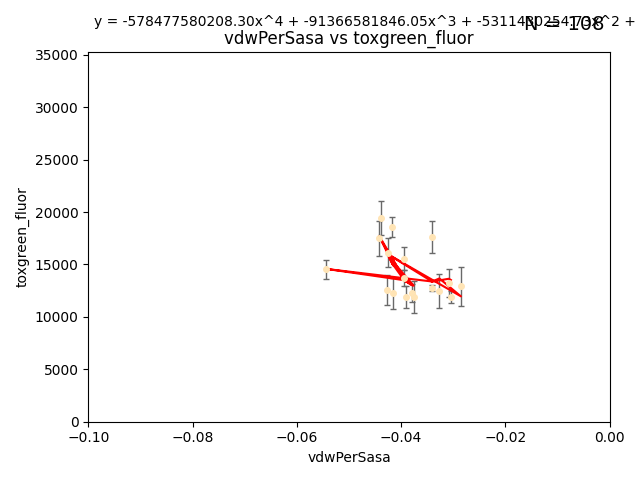 y = -578477580208.30x^4 + -91366581846.05x^3 + x^2 +
N = 108
vdwPerSasa vs toxgreen_fluor
35000
30000
25000
20000
15000
10000
5000
0
toxgreen_fluor
−0.10
−0.08
−0.06
−0.04
−0.02
0.00
vdwPerSasa